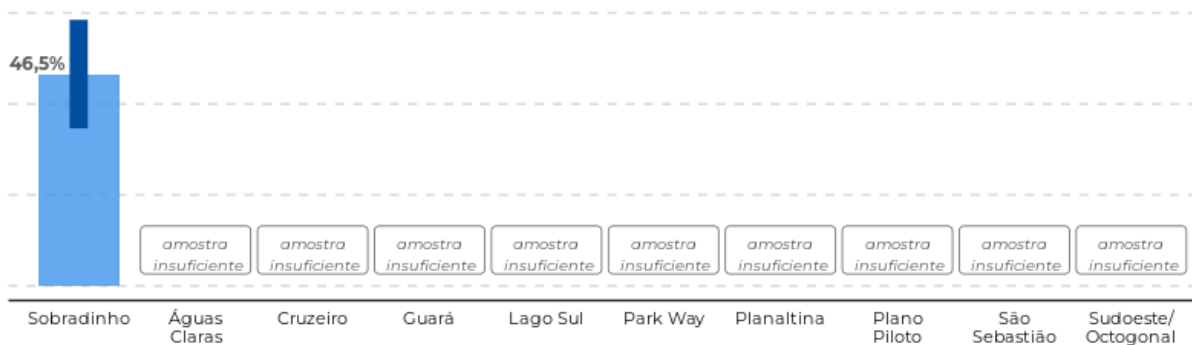 46,5%
amostra insuficiente
amostra insuficiente
amostra insuficiente
amostra insuficiente
amostra insuficiente
amostra insuficiente
amostra insuficiente
amostra insuficiente
amostra insuficiente
Sobradinho
Águas
Claras
Cruzeiro
Guará
Lago Sul
Park Way
Planaltina
Plano
Piloto
São
Sebastião
Sudoeste/
Octogonal